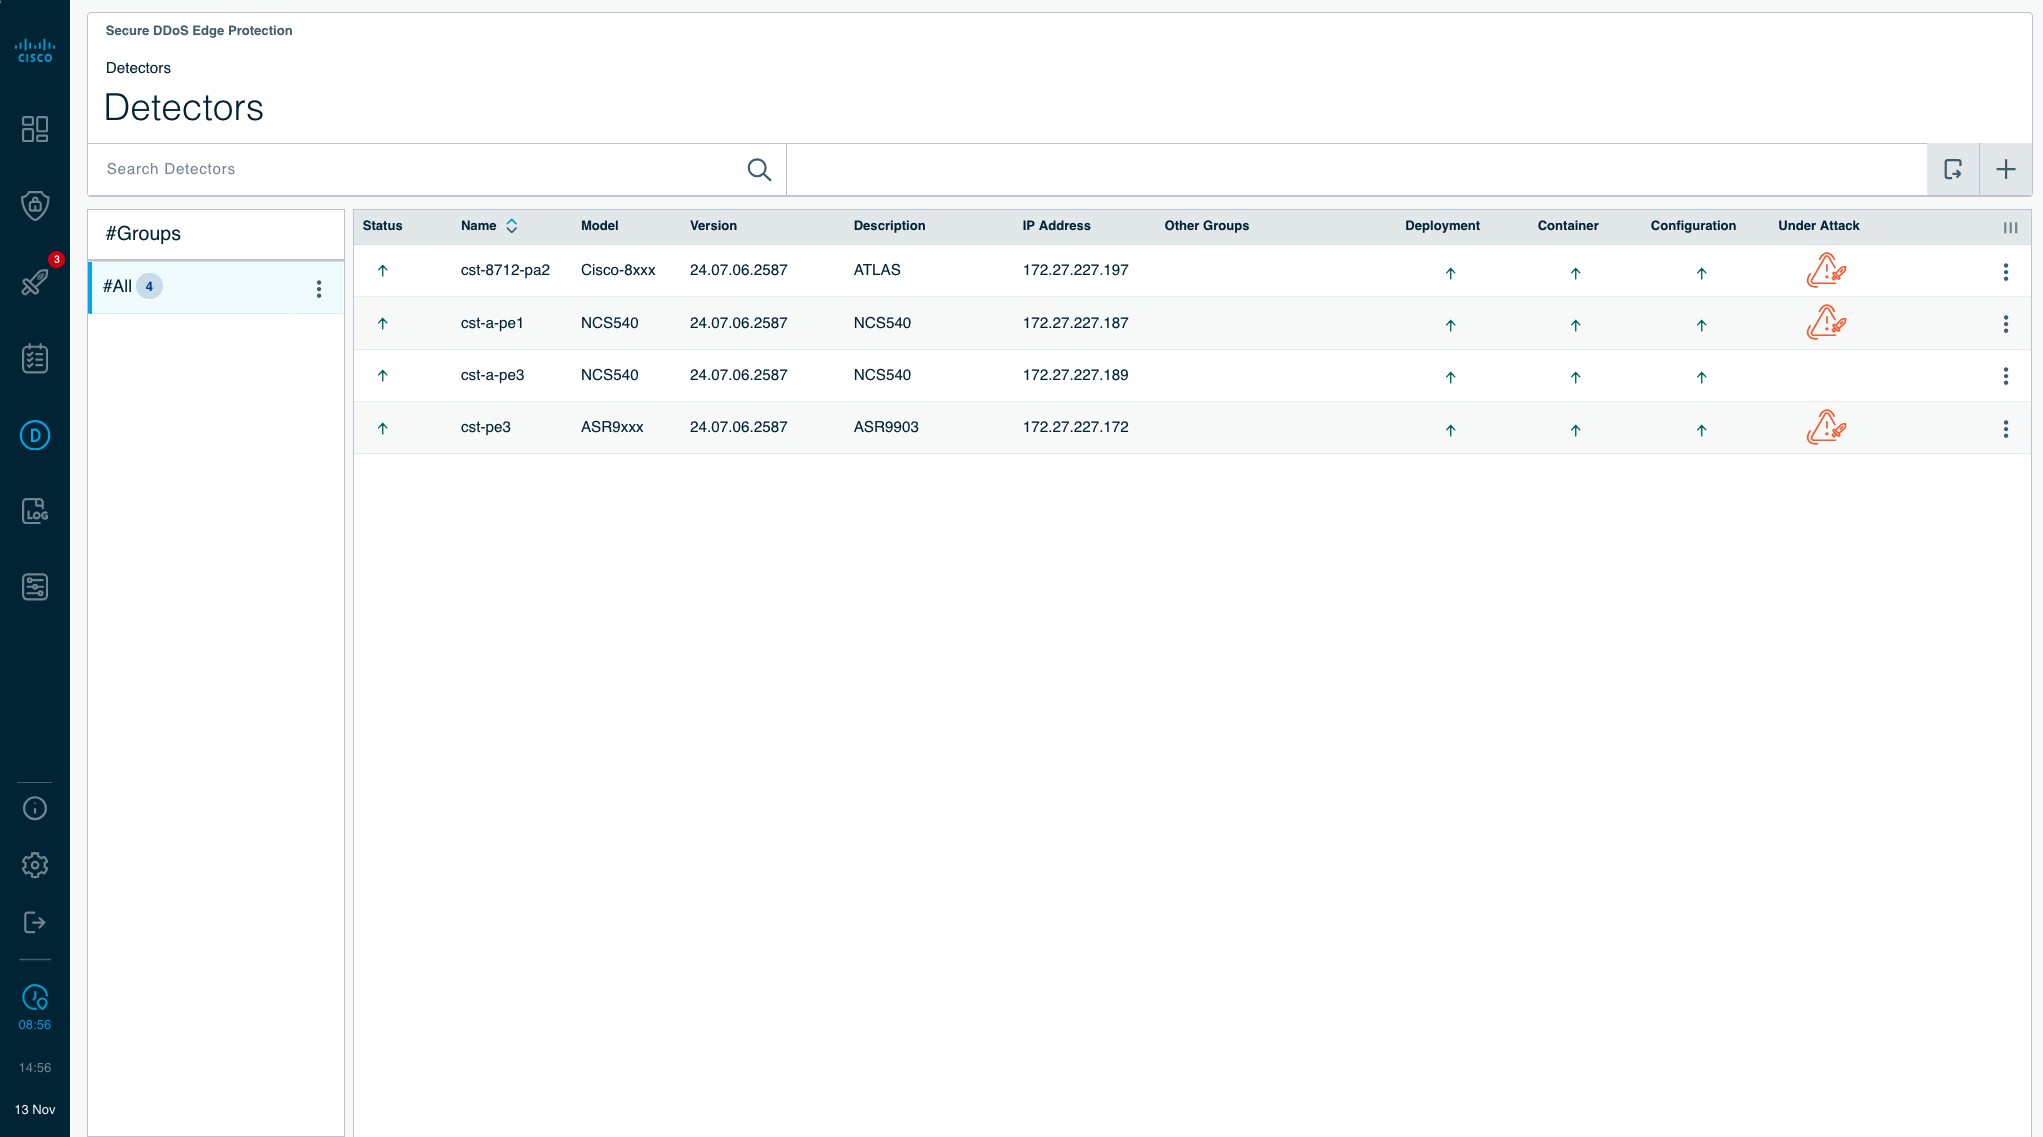 Secure DDoS Edge Protection
Detectors
Detectors
Search Detectors
CISCO
3
D
LOG
J
08:56
14:56
13 Nov
#Groups
#All 4
Status Name Model Version Description IP Address Other Groups Deployment Container Configuration Under Attack
cst-8712-pa2 Cisco-8xxx 24.07.06.2587 ATLAS 172.27.227.197
cst-a-pe1 NCS540 24.07.06.2587 NCS540 172.27.227.187
cst-a-pe3 NCS540 24.07.06.2587 NCS540 172.27.227.189
cst-pe3 ASR9xxx 24.07.06.2587 ASR9903 172.27.227.172